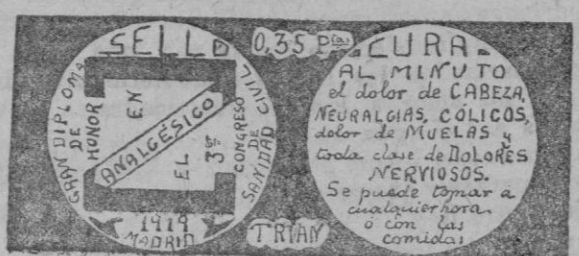 SELLO
GRAN DIPLOMA
DE
HONOR
EN
ANALGÉSICO
EL
3er
CONGRESO
DE
SANIDAD CIVIL
1919
MADRID
0,35 Ptas
TRIAN
CURA
AL MINUTO
el dolor de CABEZA,
NEURALGIAS, CÓLICOS,
dolor de MUELAS y
toda clase de DOLORES
NERVIOSOS.
Se puede tomar a
cualquier hora
ó con las
comidas